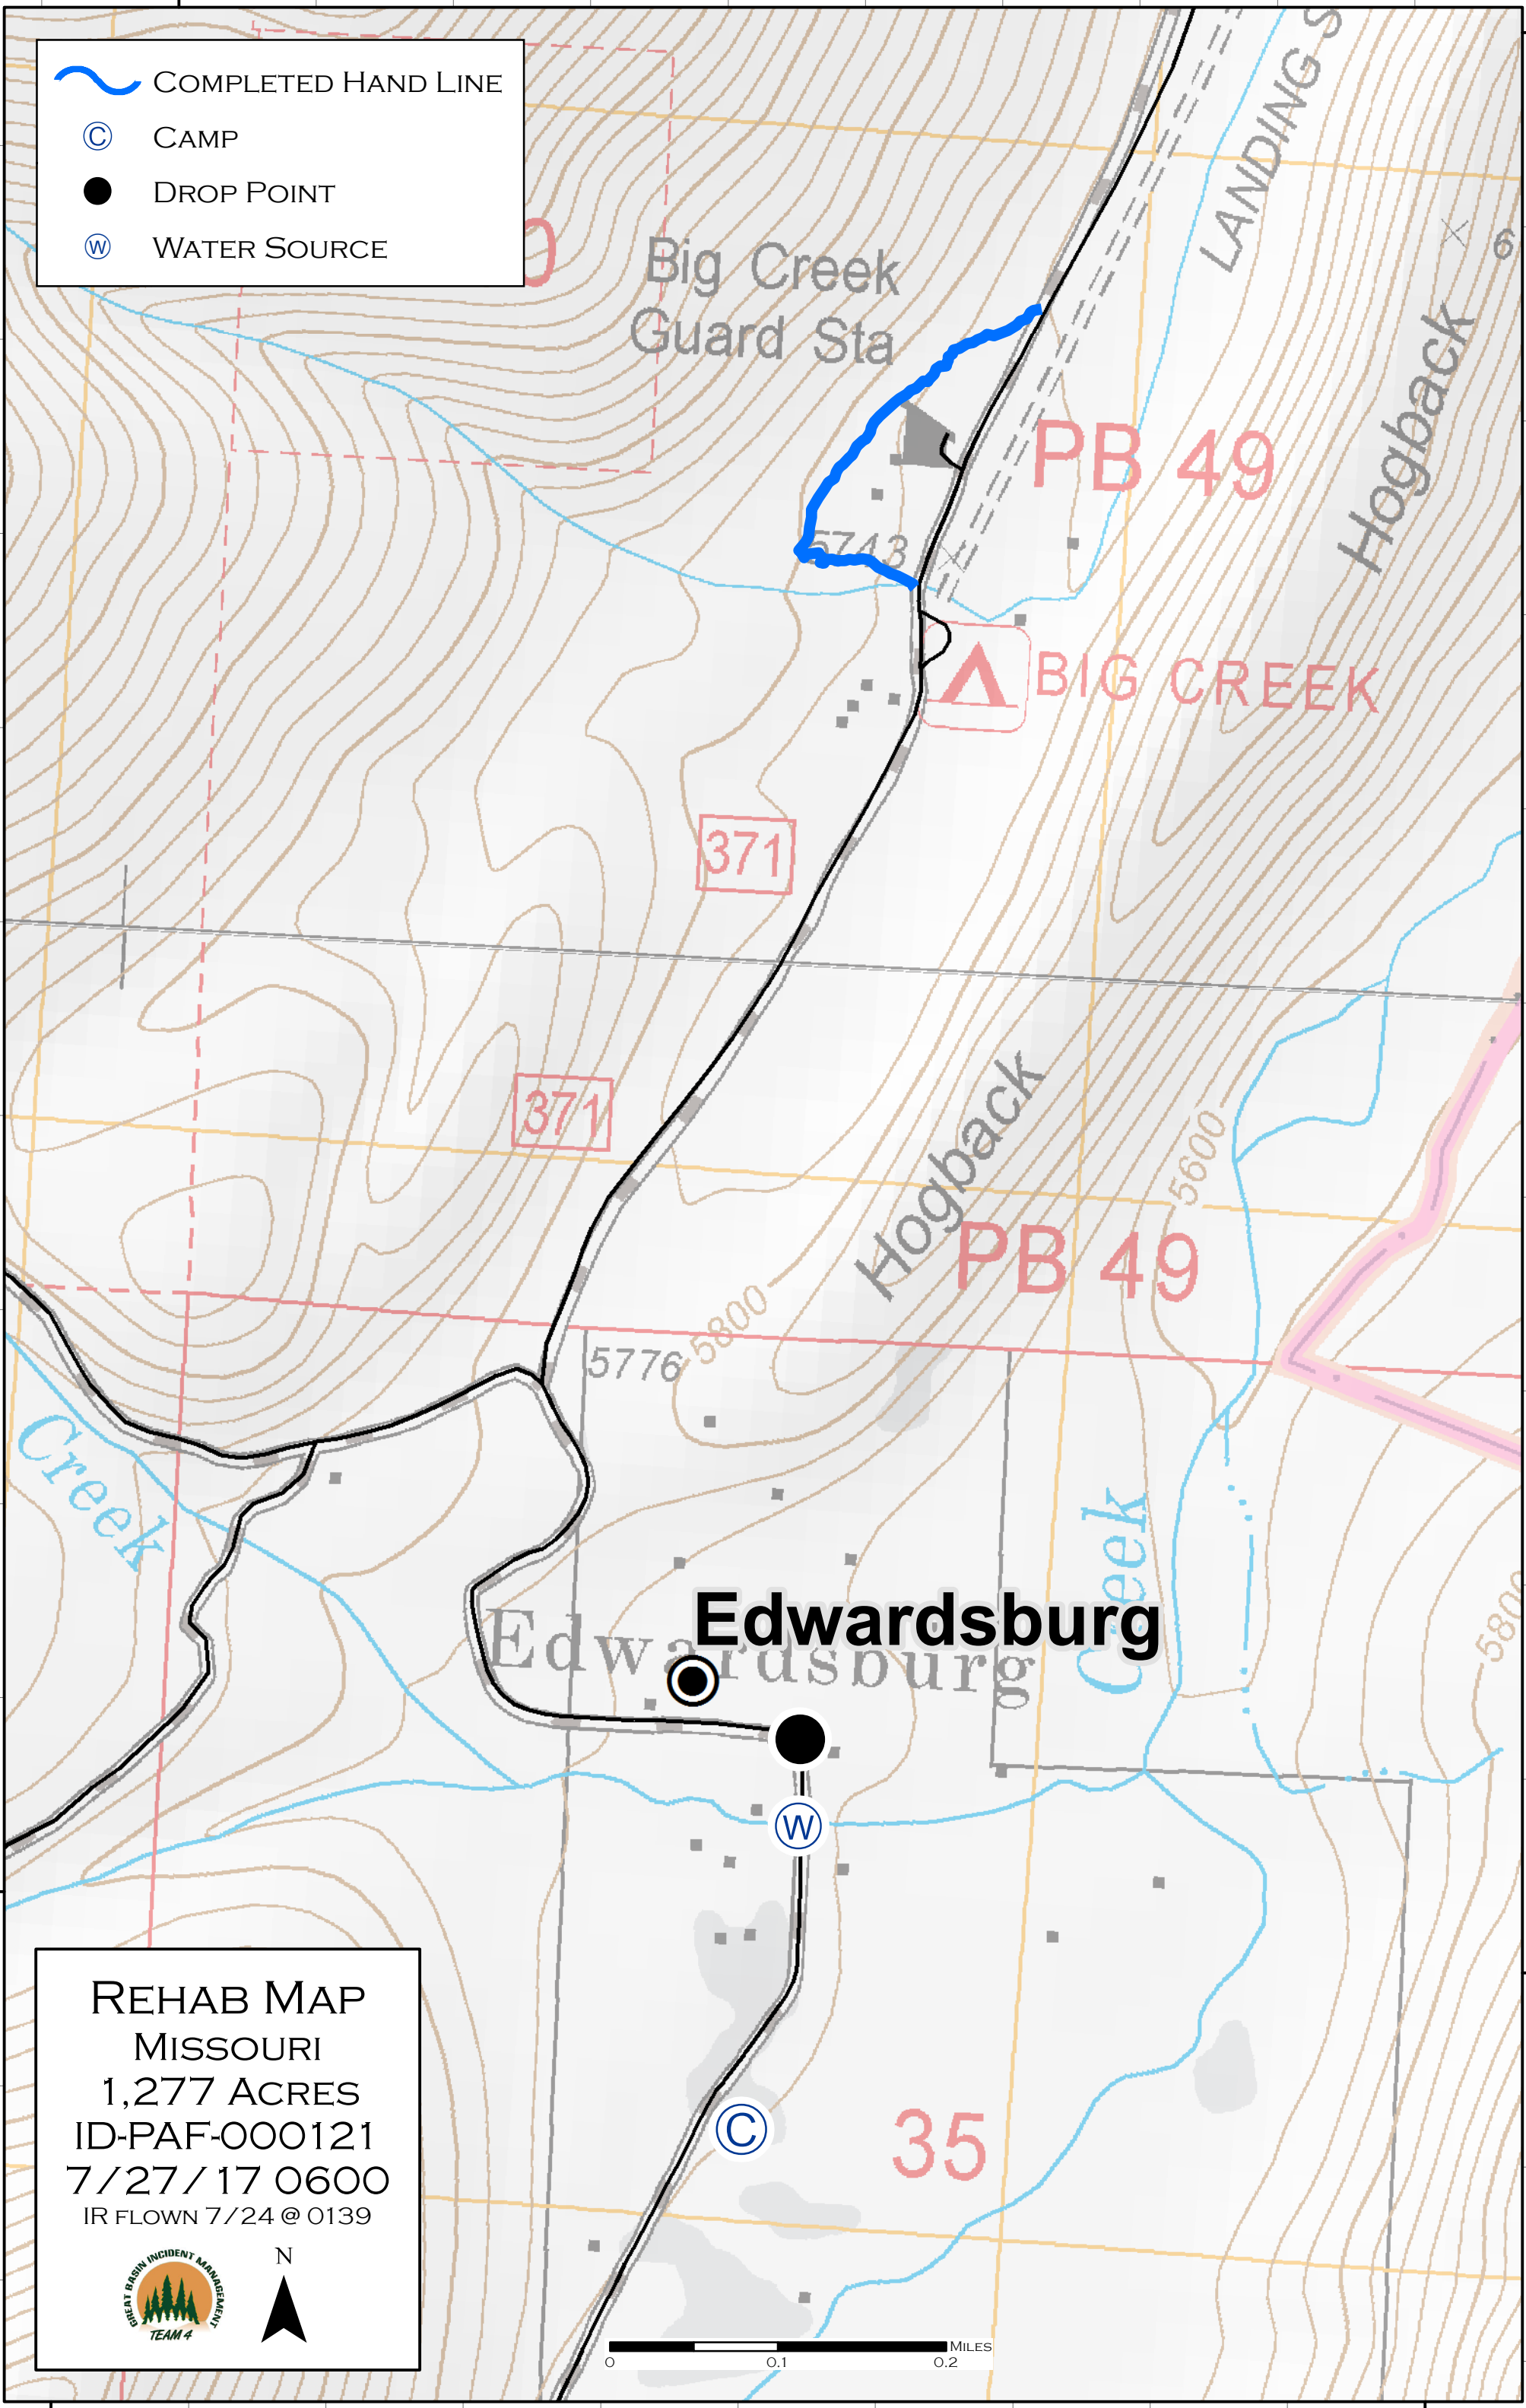 COMPLETED HAND LINE
CAMP
DROP POINT
WATER SOURCE
0
LANDING S
6
Big Creek
Guard Sta
Hogback
PB 49
5743
BIG CREEK
371
371
Hogback
5600
PB 49
5800
5776
Creek
Creek
Edwardsburg
Edwardsburg
5800
W
C
35
REHAB MAP
MISSOURI
1,277 ACRES
ID-PAF-000121
7/27/17 0600
IR FLOWN 7/24 @ 0139
GREAT BASIN INCIDENT MANAGEMENT
TEAM 4
N
MILES
0 0.1 0.2